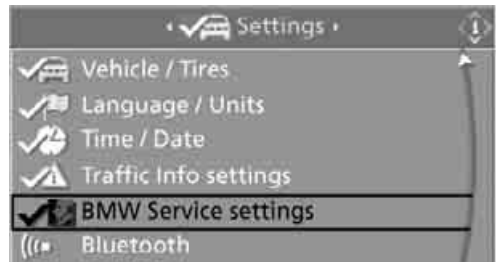 Settings
Vehicle / Tires
Language / Units
Time / Date
Traffic Info settings
BMW Service settings
Bluetooth